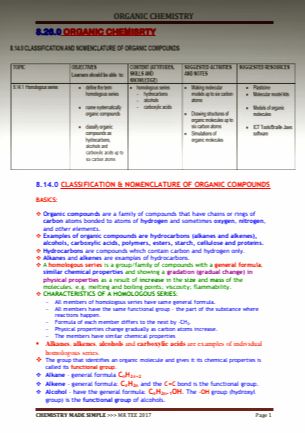 ORGANIC CHEMISTRY
8.26.0 ORGANIC CHEMISRTY
8.14.0 CLASSIFICATION AND NOMENCLATURE OF ORGANIC COMPOUNDS
TOPIC
OBJECTIVES
Learners should be able to
CONTENT (ATTITUDES, SKILLS AND KNOWLEDGE)
SUGGESTED ACTIVITIES AND NOTES
SUGGESTED RESOURCES
8.14.1 Homologous series
• define the term homologous series
• name systematically organic compounds
• classify organic compounds as hydrocarbons, alcohols and carboxylic acids up to six carbon atoms
• homologous series
- hydrocarbons
- alcohols
- carboxylic acids
• Making molecular models up to six carbon atoms
• Drawing structures of organic molecules up to six carbon atoms
• Simulations of organic molecules
• Plasticine
• Molecular model kits
• Models of organic molecules
• ICT Tools/Braille/Jaws software
8.14.0 CLASSIFICATION & NOMENCLATURE OF ORGANIC COMPOUNDS
BASICS:
❖ Organic compounds are a family of compounds that have chains or rings of
carbon atoms bonded to atoms of hydrogen and sometimes oxygen, nitrogen,
and other elements.
❖ Examples of organic compounds are hydrocarbons (alkanes and alkenes),
alcohols, carboxylic acids, polymers, esters, starch, cellulose and proteins.
❖ Hydrocarbons are compounds which contain carbon and hydrogen only.
❖ Alkanes and alkenes are examples of hydrocarbons.
❖ A homologous series is a group/family of compounds with a general formula,
similar chemical properties and showing a gradation (gradual change) in
physical properties as a result of increase in the size and mass of the
molecules, e.g. melting and boiling points; viscosity; flammability.
❖ CHARACTERISTICS OF A HOMOLOGOUS SERIES:
- All members of homologous series have same general formula.
- All members have the same functional group - the part of the substance where
reactions happen.
- Formula of each member differs to the next by -CH₂.
- Physical properties change gradually as carbon atoms increase.
- The members have similar chemical properties
• Alkanes, alkenes, alcohols and carboxylic acids are examples of individual
homologous series.
❖ The group that identifies an organic molecule and gives it its chemical properties is
called its functional group.
❖ Alkane - general formula CₙH₂ₙ₊₂
❖ Alkene - general formula: CₙH₂ₙ and the C=C bond is the functional group.
❖ Alcohol - have the general formula: CₙH₂ₙ₊₁OH. The -OH group (hydroxyl
group) is the functional group of alcohols.
CHEMISTRY MADE SIMPLE >>> MR TEE 2017
Page 1